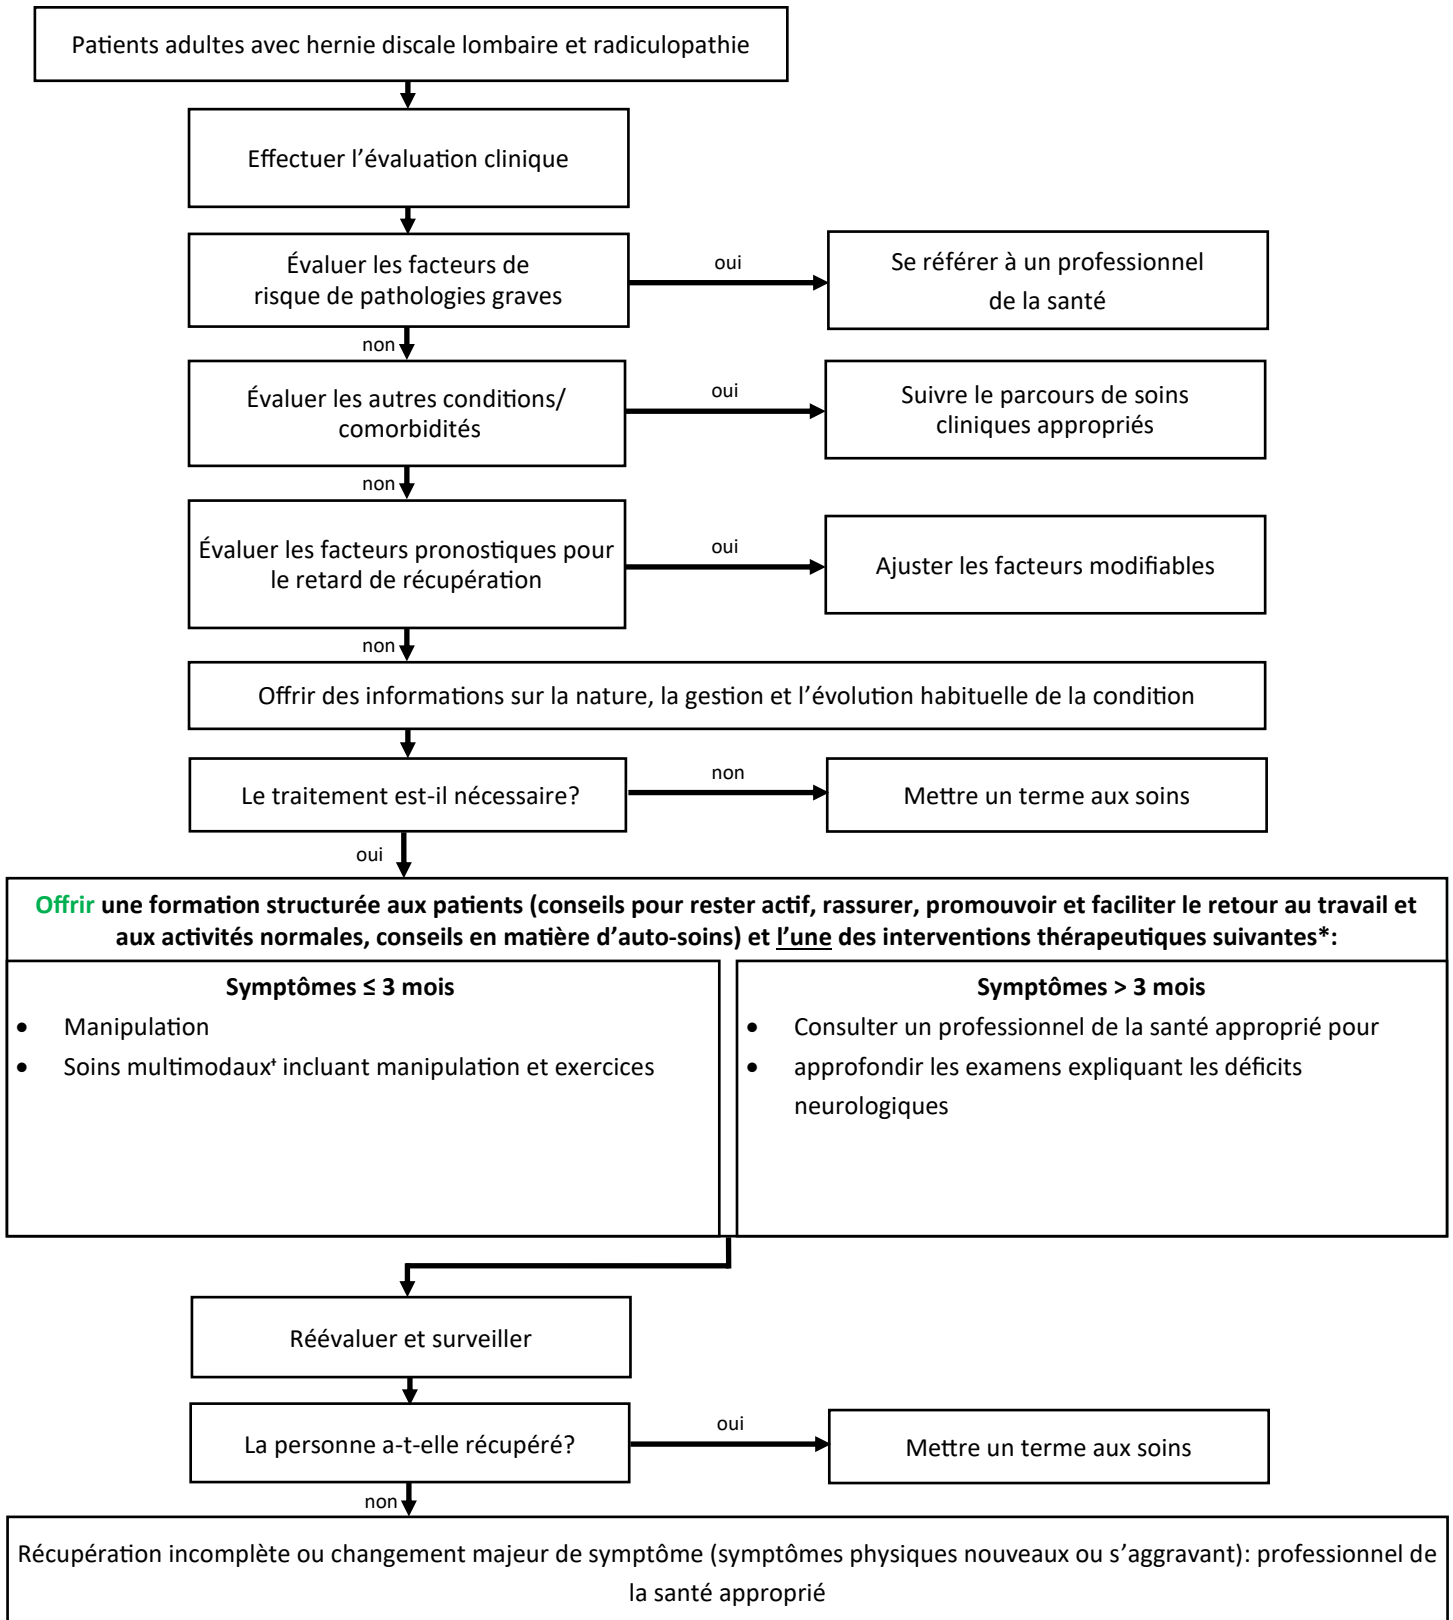 Patients adultes avec hernie discale lombaire et radiculopathie
Effectuer l’évaluation clinique
Évaluer les facteurs de
risque de pathologies graves
oui
Se référer à un professionnel
de la santé
non
Évaluer les autres conditions/
comorbidités
oui
Suivre le parcours de soins
cliniques appropriés
non
Évaluer les facteurs pronostiques pour
le retard de récupération
oui
Ajuster les facteurs modifiables
non
Offrir des informations sur la nature, la gestion et l’évolution habituelle de la condition
Le traitement est-il nécessaire?
non
Mettre un terme aux soins
oui
Offrir une formation structurée aux patients (conseils pour rester actif, rassurer, promouvoir et faciliter le retour au travail et
aux activités normales, conseils en matière d’auto-soins) et l’une des interventions thérapeutiques suivantes*:
Symptômes ≤ 3 mois
• Manipulation
• Soins multimodaux⁺ incluant manipulation et exercices
Symptômes > 3 mois
• Consulter un professionnel de la santé approprié pour
• approfondir les examens expliquant les déficits
neurologiques
Réévaluer et surveiller
La personne a-t-elle récupéré?
oui
Mettre un terme aux soins
non
Récupération incomplète ou changement majeur de symptôme (symptômes physiques nouveaux ou s’aggravant): professionnel de
la santé approprié